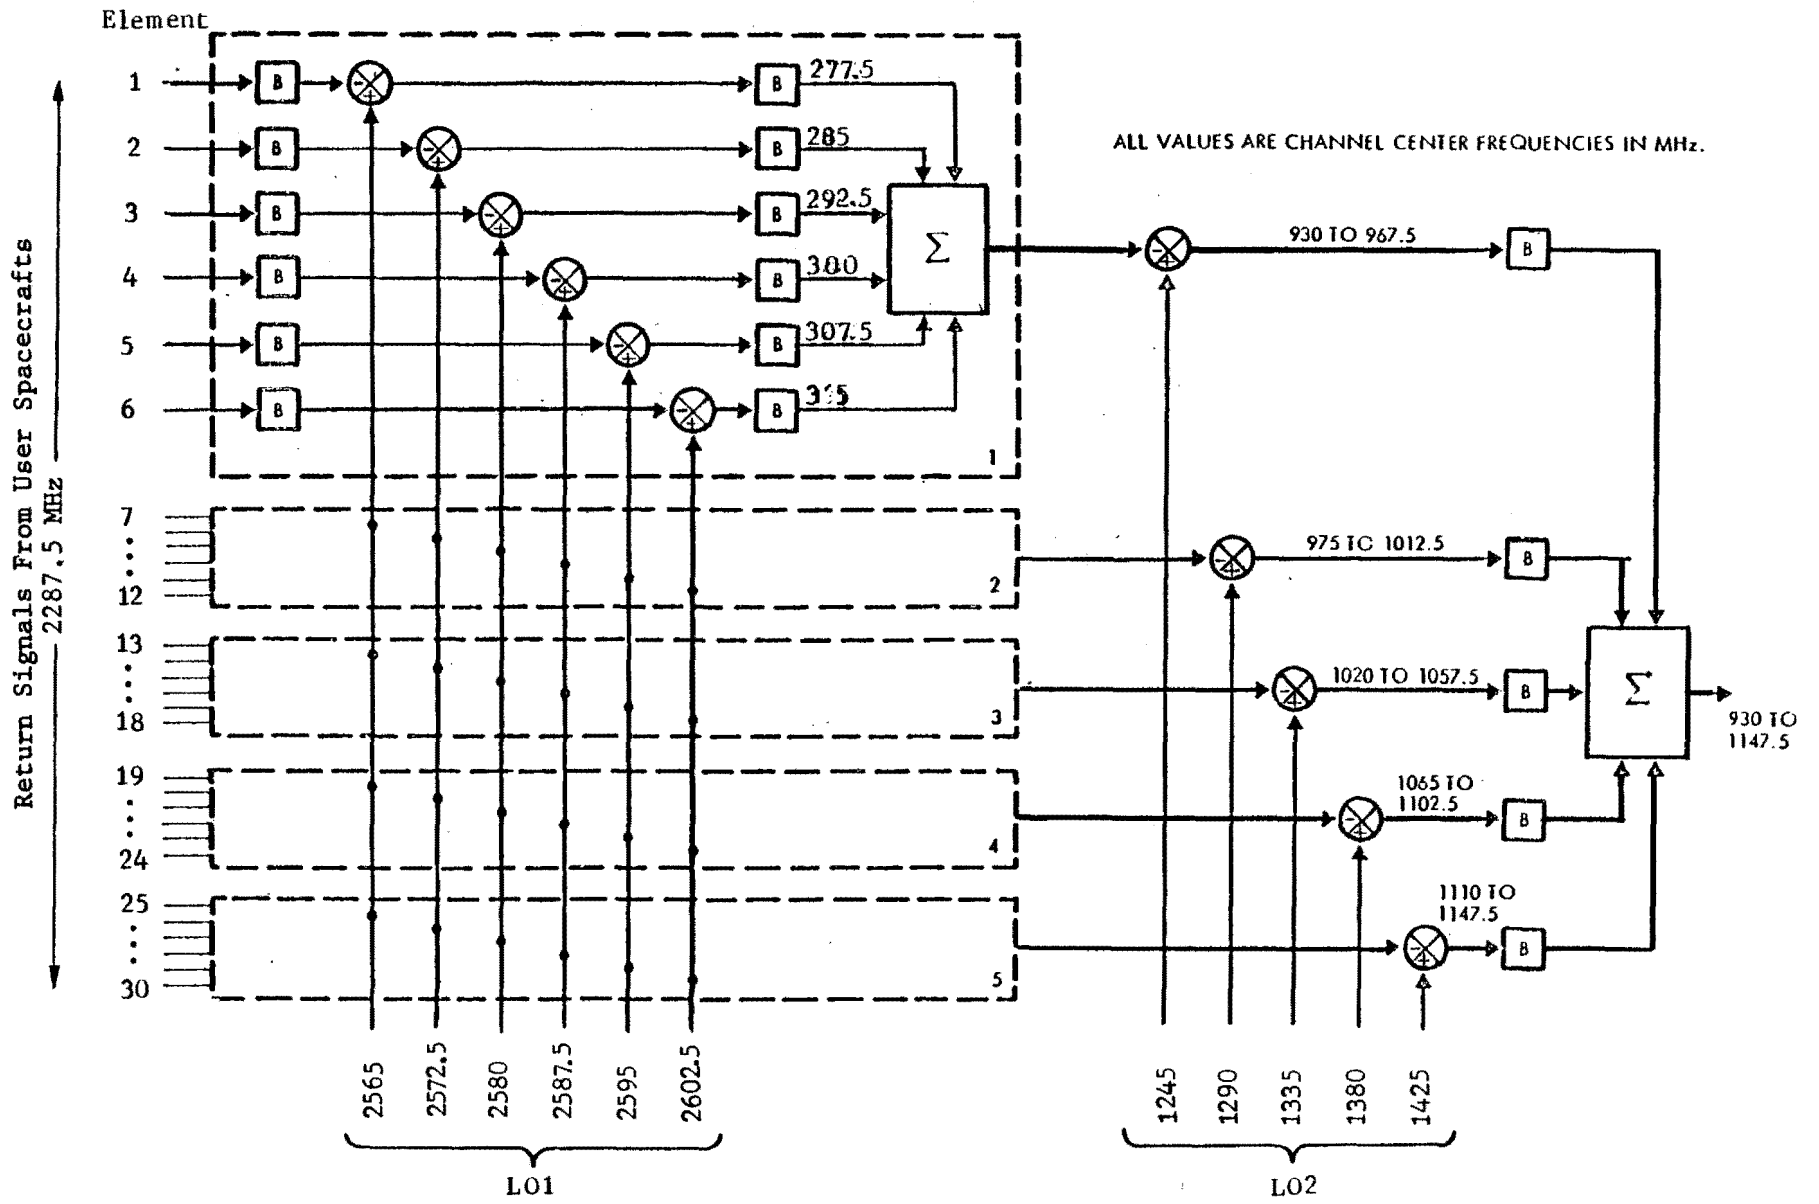 Element
1
2
3
4
5
6
B
B
B
B
B
B
B 277.5
B 285
B 292.5
B 300
B 307.5
B
Σ
1
ALL VALUES ARE CHANNEL CENTER FREQUENCIES IN MHz.
Return Signals From User Spacecrafts
2287.5 MHz
7
12
2
13
18
3
19
24
4
25
30
5
930 TO 967.5
B
975 TO 1012.5
B
1020 TO 1057.5
B
1065 TO
1102.5
B
1110 TO
1147.5
B
Σ
930 TO
1147.5
2565
2572.5
2580
2587.5
2595
2602.5
LO1
1245
1290
1335
1380
1425
LO2